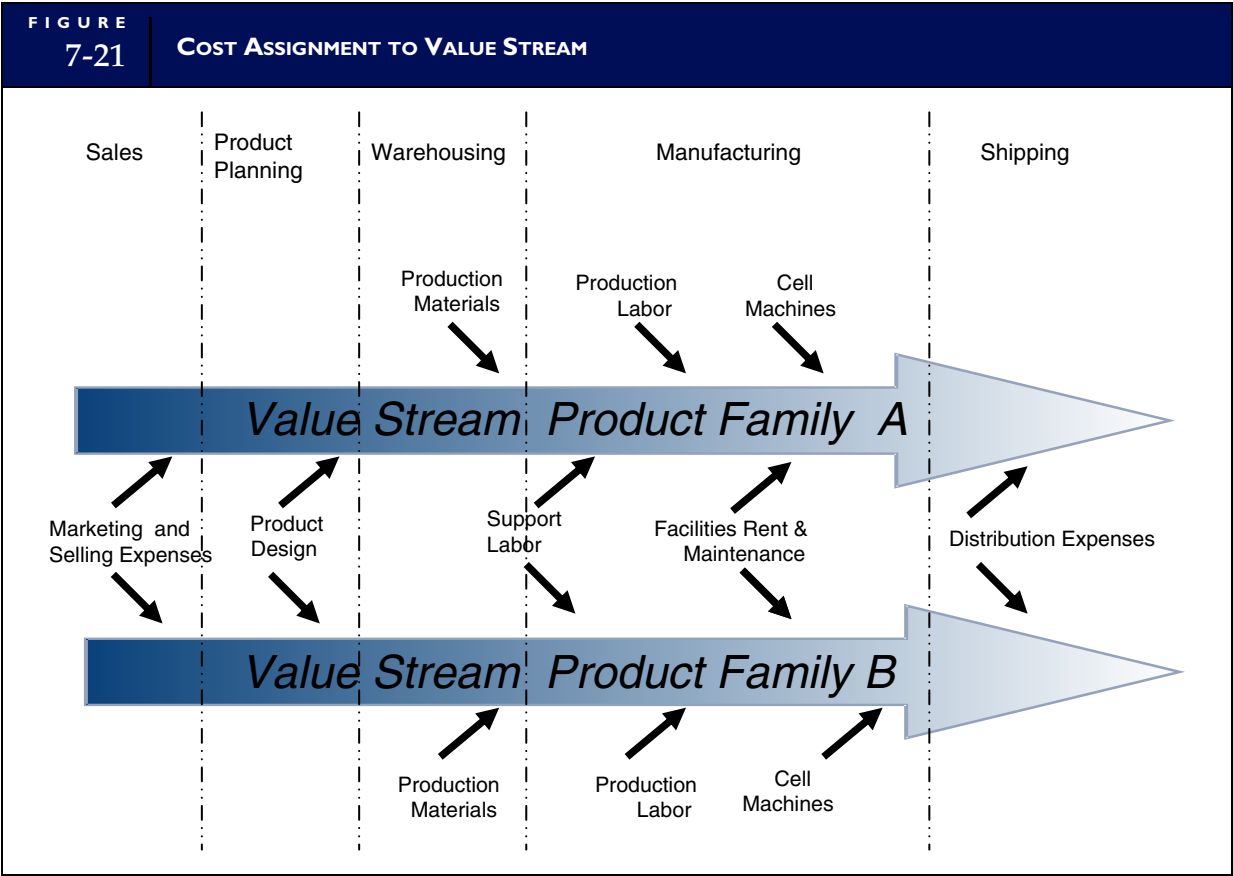 FIGURE
7-21
COST ASSIGNMENT TO VALUE STREAM
Sales
Product
Planning
Warehousing
Manufacturing
Shipping
Production
Materials
Production
Labor
Cell
Machines
Value Stream Product Family A
Marketing and
Selling Expenses
Product
Design
Support
Labor
Facilities Rent &
Maintenance
Distribution Expenses
Value Stream Product Family B
Production
Materials
Production
Labor
Cell
Machines